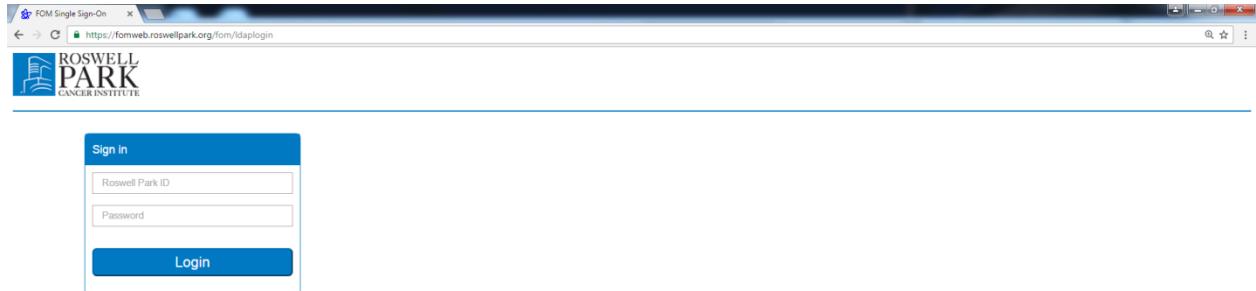 FOM Single Sign-On
https://fomweb.roswellpark.org/fom/ldaplogin
ROSWELL
PARK
CANCER INSTITUTE
Sign in
Roswell Park ID
Password
Login